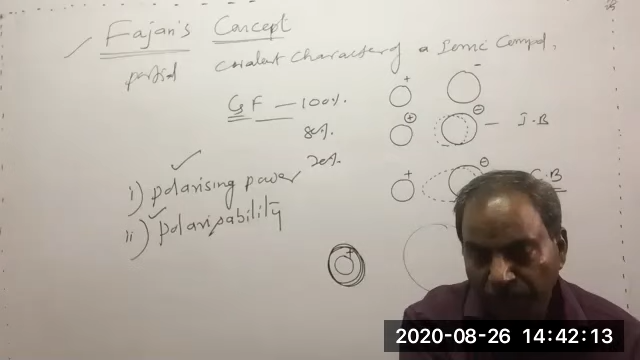 Fajan's Concept
partial covalent character of a Ionic Compd,
CsF — 100%.
80%.
20%.
i) polarising power
ii) polarisability
+ -
+ ⊖ — I.B
+ ⊖ C.B
+
2020-08-26 14:42:13